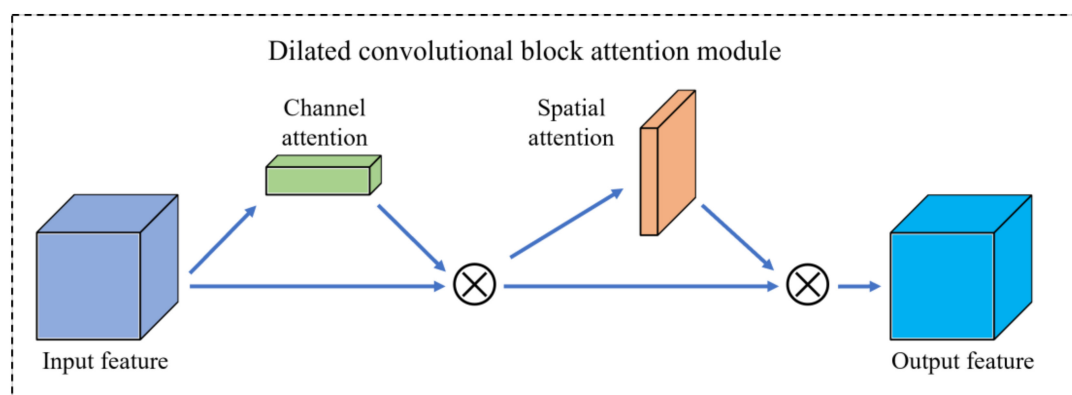 Dilated convolutional block attention module
Channel
attention
Spatial
attention
Input feature
Output feature